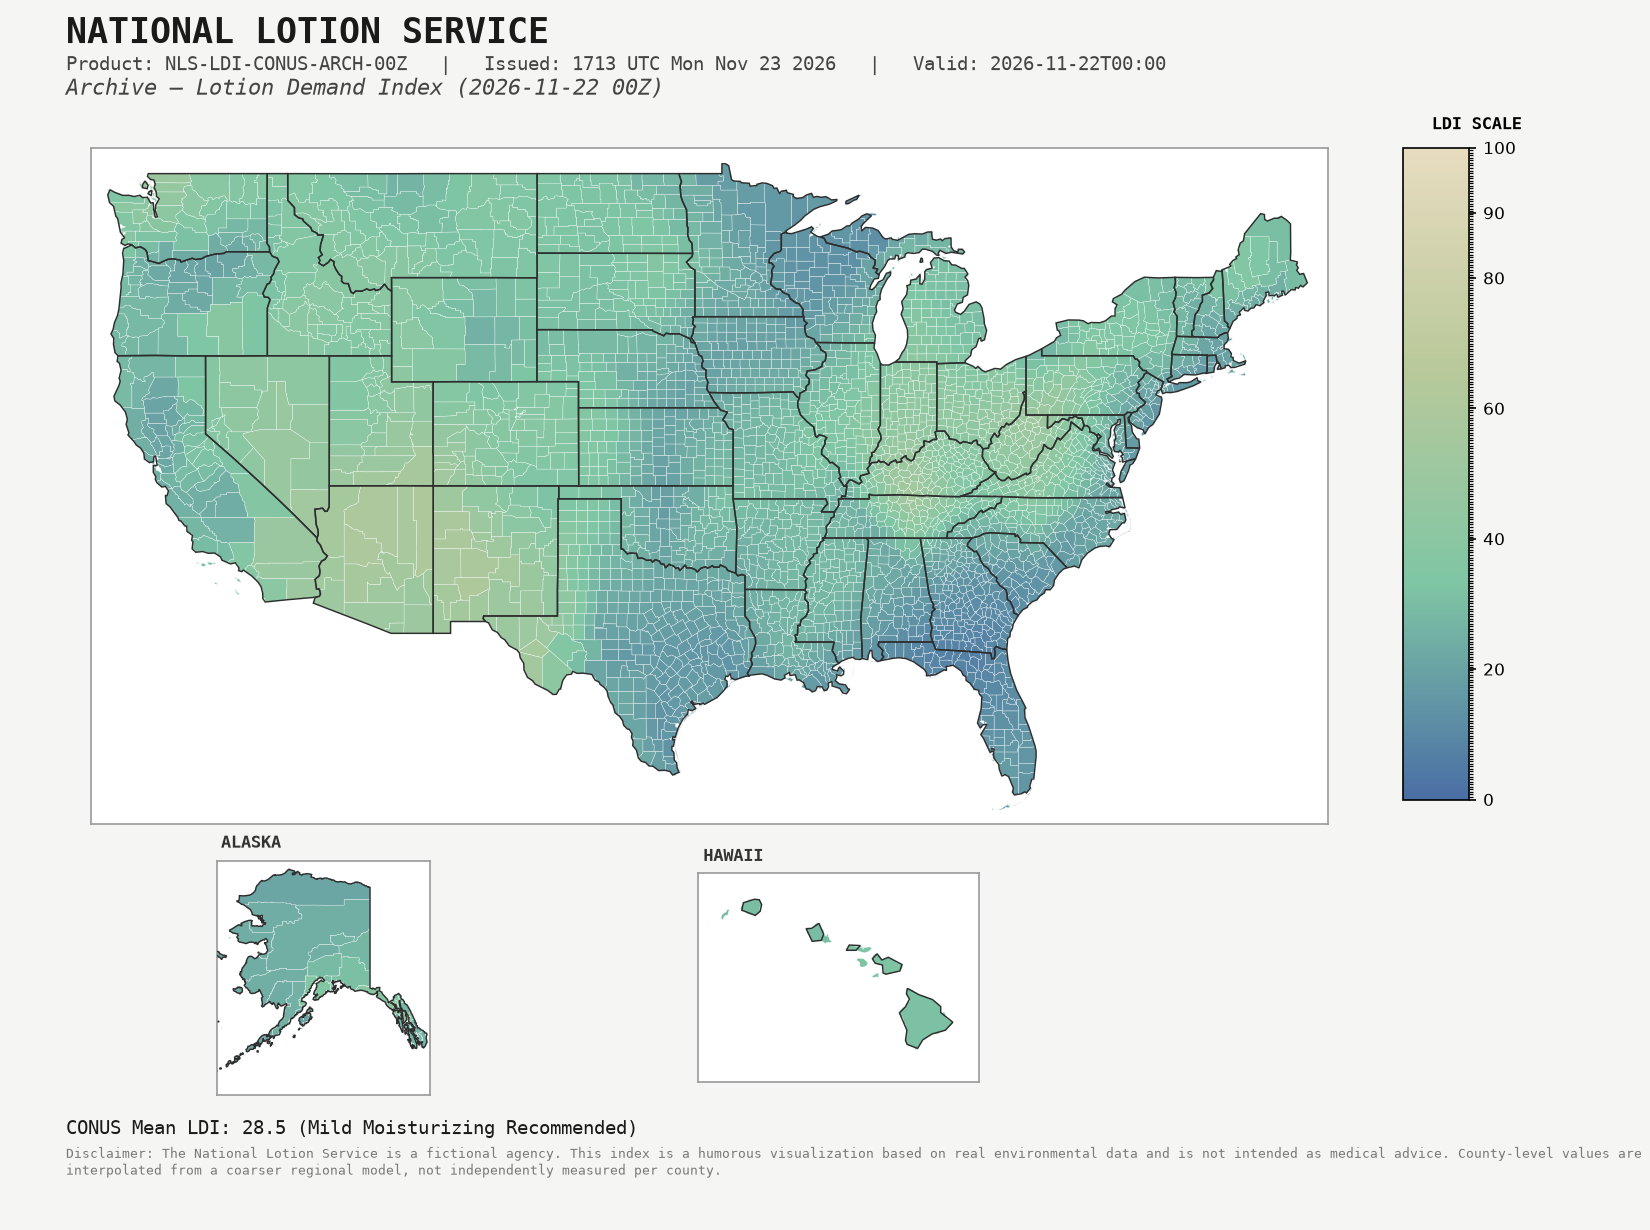 NATIONAL LOTION SERVICE
Product: NLS-LDI-CONUS-ARCH-00Z | Issued: 1713 UTC Mon Nov 23 2026 | Valid: 2026-11-22T00:00
Archive — Lotion Demand Index (2026-11-22 00Z)
LDI SCALE
100
90
80
60
40
20
0
ALASKA
HAWAII
CONUS Mean LDI: 28.5 (Mild Moisturizing Recommended)
Disclaimer: The National Lotion Service is a fictional agency. This index is a humorous visualization based on real environmental data and is not intended as medical advice. County-level values are
interpolated from a coarser regional model, not independently measured per county.